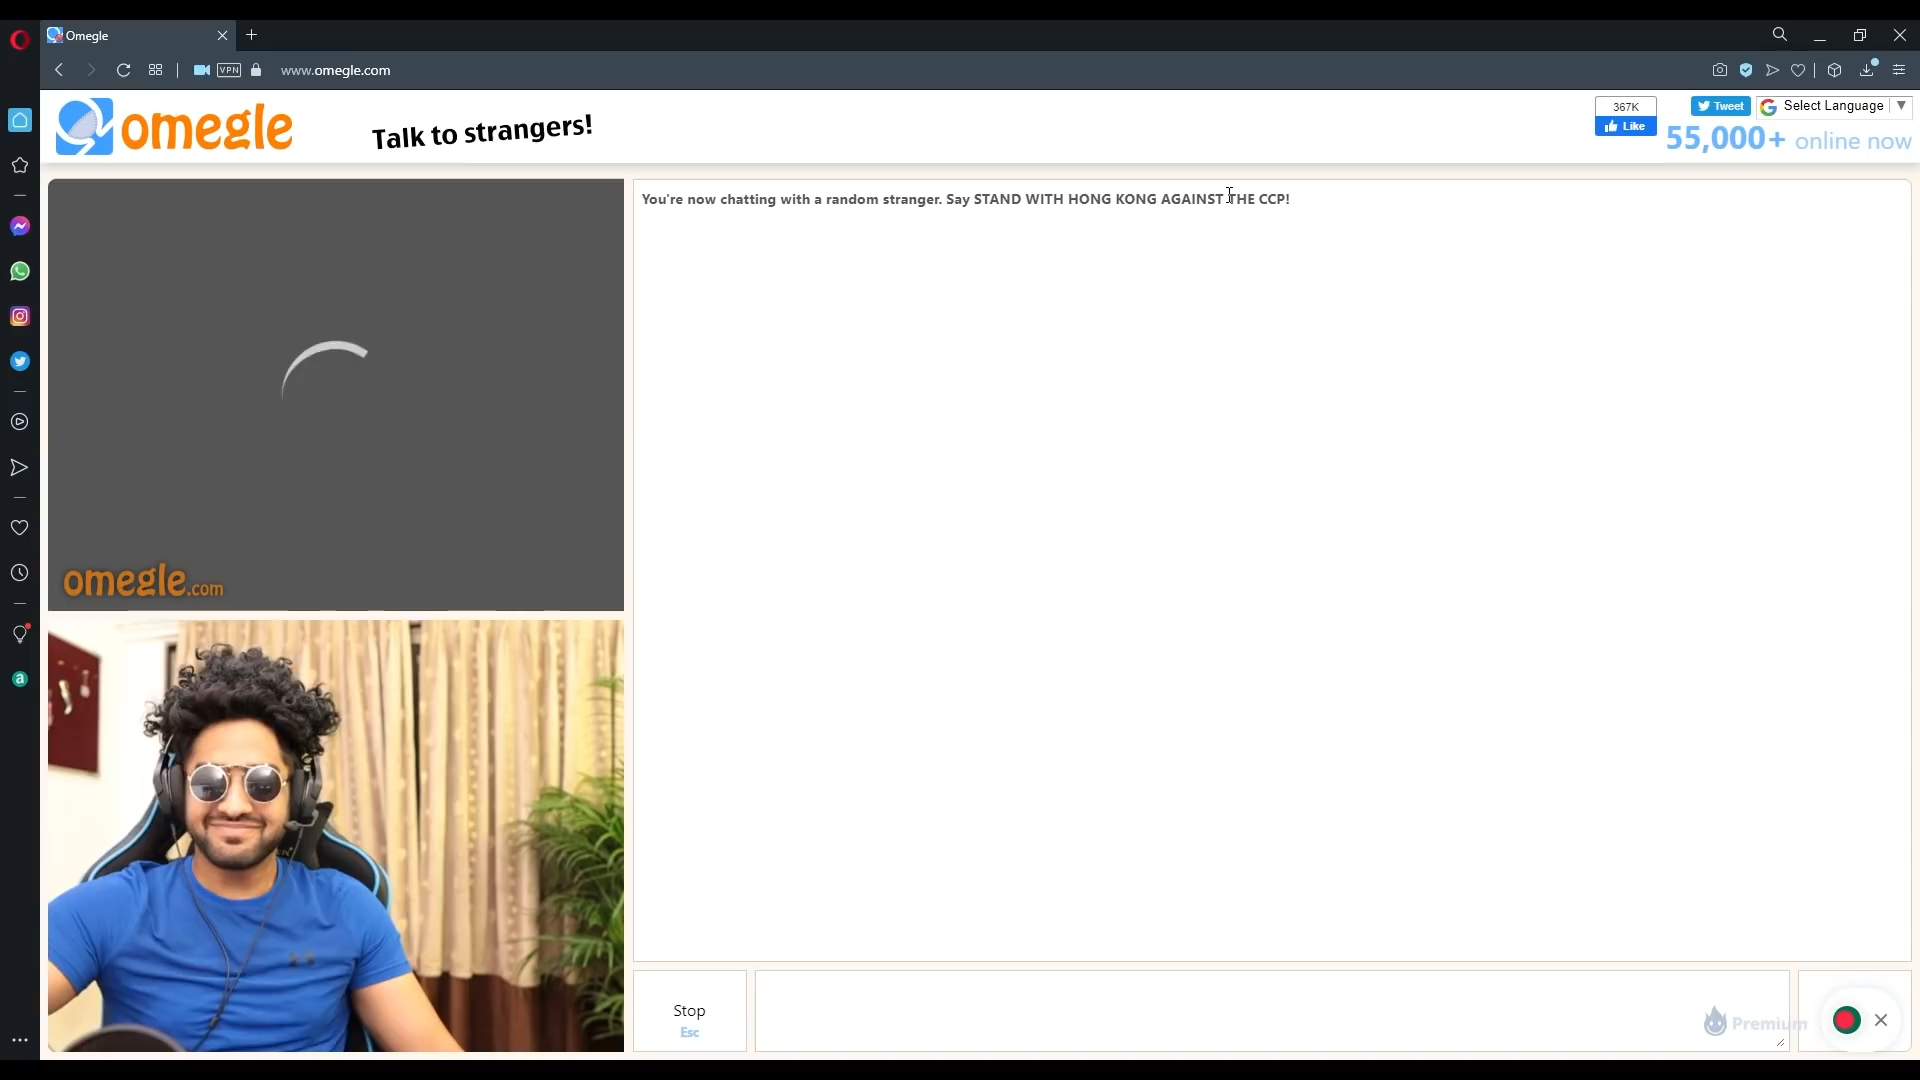 Omegle
VPN
www.omegle.com
omegle
Talk to strangers!
367K
Like
Tweet
Select Language
55,000+ online now
You're now chatting with a random stranger. Say STAND WITH HONG KONG AGAINST THE CCP!
omegle.com
a
Stop
Esc
Premium